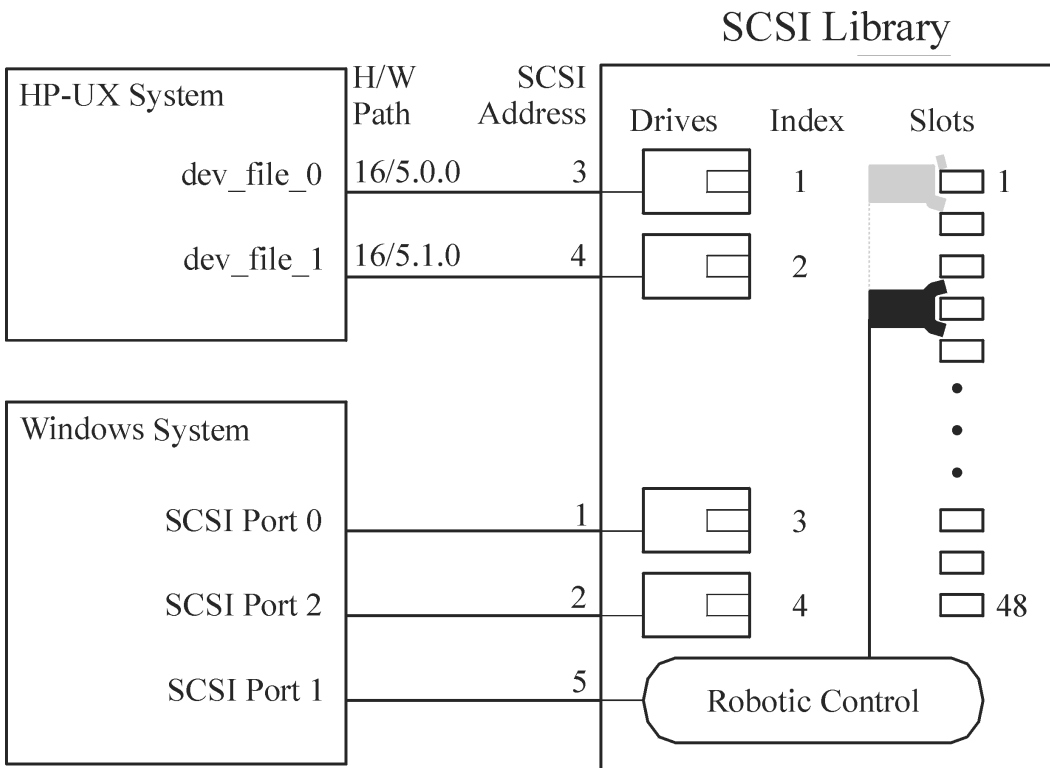 SCSI Library
HP-UX System
H/W Path
SCSI Address
Drives
Index
Slots
dev_file_0
16/5.0.0
3
1
1
dev_file_1
16/5.1.0
4
2
Windows System
SCSI Port 0
1
3
SCSI Port 2
2
4
48
SCSI Port 1
5
Robotic Control